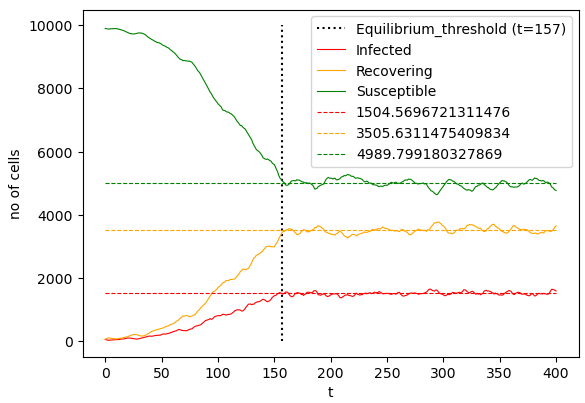 10000
8000
6000
4000
2000
0
no of cells
0 50 100 150 200 250 300 350 400
t
Equilibrium_threshold (t=157)
Infected
Recovering
Susceptible
1504.5696721311476
3505.6311475409834
4989.799180327869